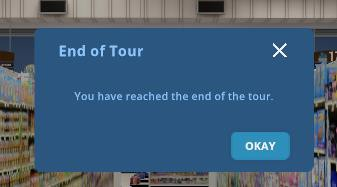 End of Tour
You have reached the end of the tour.
OKAY